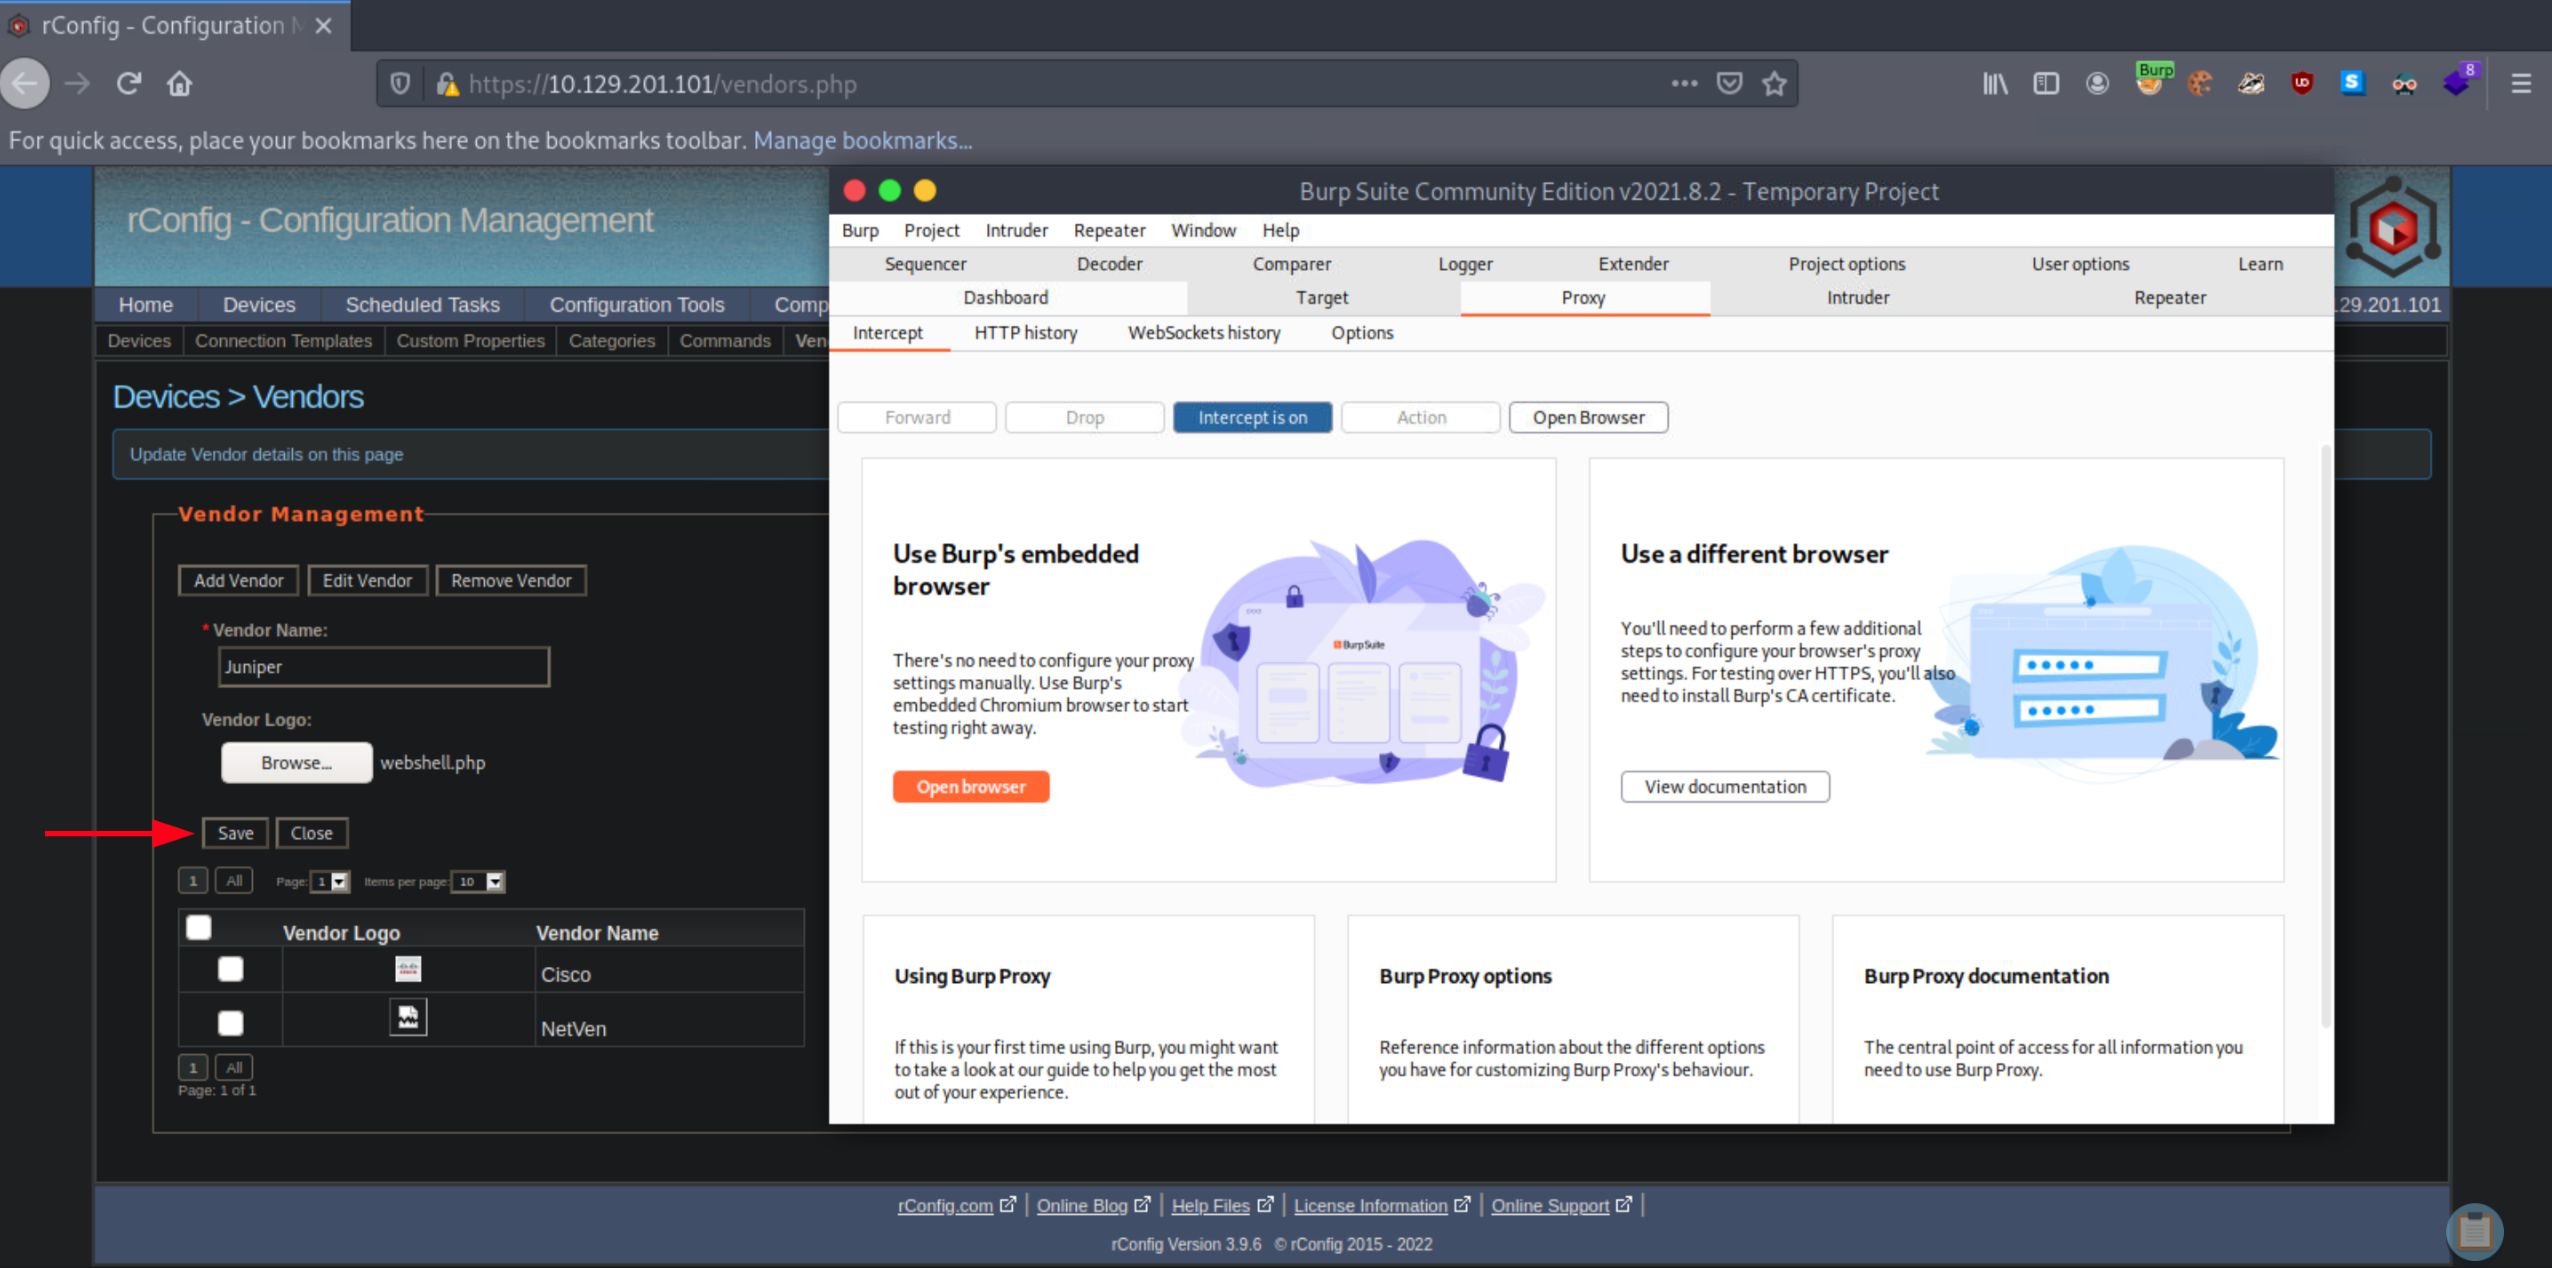 rConfig - Configuration M
https://10.129.201.101/vendors.php
Burp
8
For quick access, place your bookmarks here on the bookmarks toolbar. Manage bookmarks...
rConfig - Configuration Management
Home Devices Scheduled Tasks Configuration Tools Comp
29.201.101
Devices Connection Templates Custom Properties Categories Commands Ven
Devices > Vendors
Update Vendor details on this page
Vendor Management
Add Vendor Edit Vendor Remove Vendor
* Vendor Name:
Juniper
Vendor Logo:
Browse... webshell.php
Save Close
1 All Page: 1 Items per page: 10
Vendor Logo Vendor Name
Cisco
NetVen
1 All
Page: 1 of 1
Burp Suite Community Edition v2021.8.2 - Temporary Project
Burp Project Intruder Repeater Window Help
Sequencer Decoder Comparer Logger Extender Project options User options Learn
Dashboard Target Proxy Intruder Repeater
Intercept HTTP history WebSockets history Options
Forward Drop Intercept is on Action Open Browser
Use Burp's embedded
browser
There's no need to configure your proxy
settings manually. Use Burp's
embedded Chromium browser to start
testing right away.
Open browser
BurpSuite
Use a different browser
You'll need to perform a few additional
steps to configure your browser's proxy
settings. For testing over HTTPS, you'll also
need to install Burp's CA certificate.
View documentation
Using Burp Proxy
If this is your first time using Burp, you might want
to take a look at our guide to help you get the most
out of your experience.
Burp Proxy options
Reference information about the different options
you have for customizing Burp Proxy's behaviour.
Burp Proxy documentation
The central point of access for all information you
need to use Burp Proxy.
rConfig.com | Online Blog | Help Files | License Information | Online Support |
rConfig Version 3.9.6 © rConfig 2015 - 2022